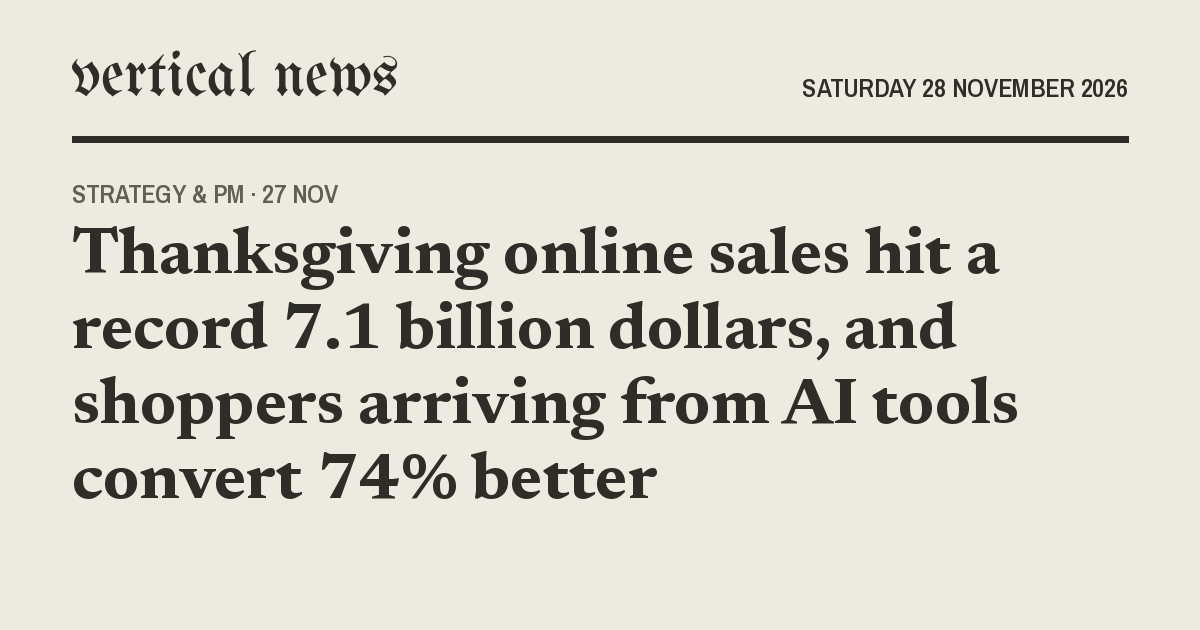 vertical news
SATURDAY 28 NOVEMBER 2026
STRATEGY & PM · 27 NOV
Thanksgiving online sales hit a
record 7.1 billion dollars, and
shoppers arriving from AI tools
convert 74% better